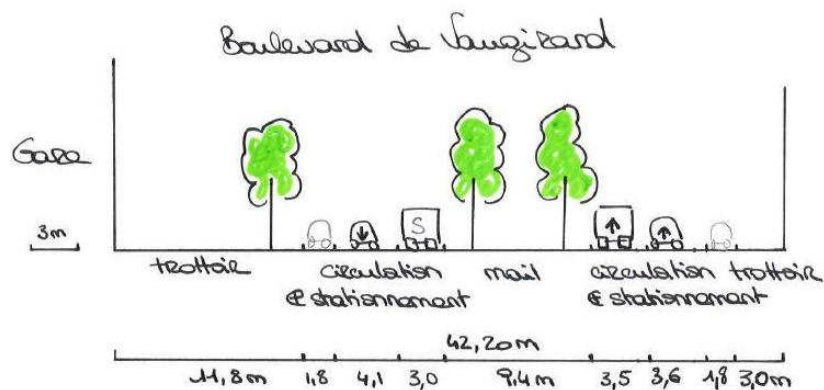 Boulevard de Vaugirard
Gare
3m
S
trottoir
circulation
& stationnement
mail
circulation
& stationnement
trottoir
42,20m
11,8m 1,8 4,1 3,0 9,4m 3,5 3,6 1,8 3,0m